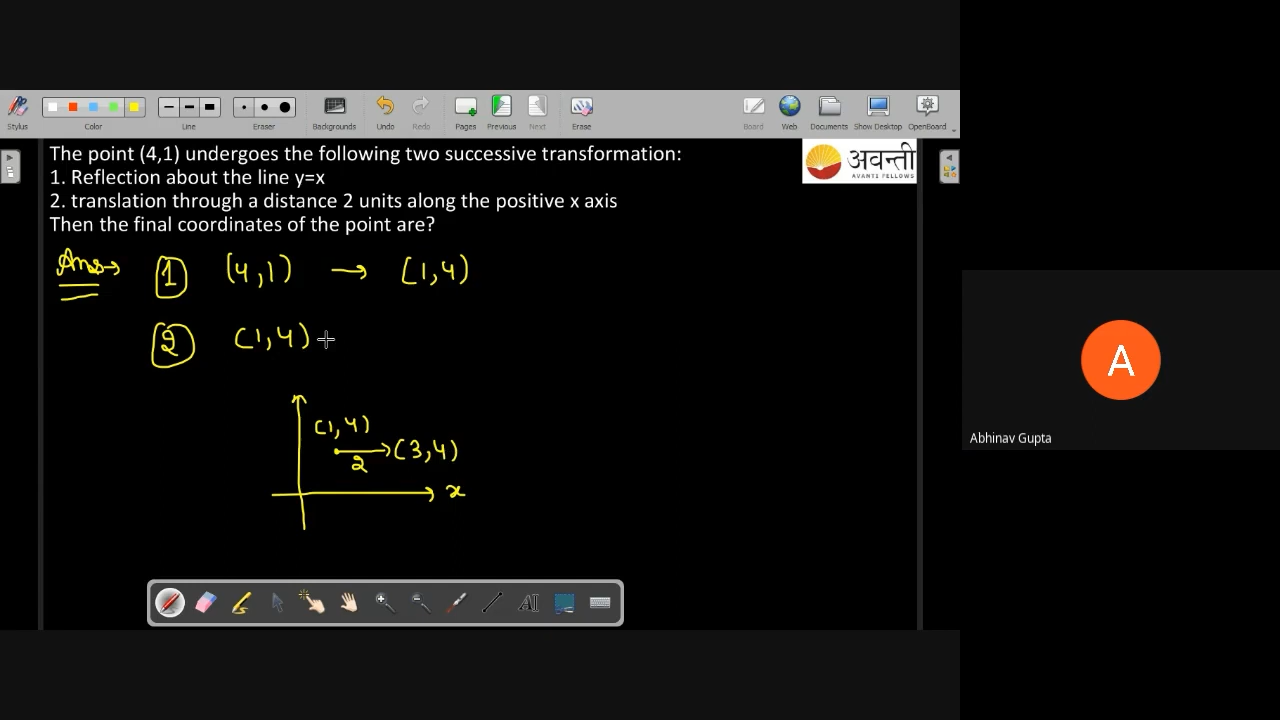 Stylus Color Line Eraser Backgrounds Undo Redo Pages Previous Next Erase Board Web Documents Show Desktop OpenBoard
The point (4,1) undergoes the following two successive transformation:
1. Reflection about the line y=x
2. translation through a distance 2 units along the positive x axis
Then the final coordinates of the point are?
अवन्ती
AVANTI FELLOWS
Ans→ 1 (4,1) → (1,4)
2 (1,4)
(1,4)
(3,4)
2
x
AI
A
Abhinav Gupta